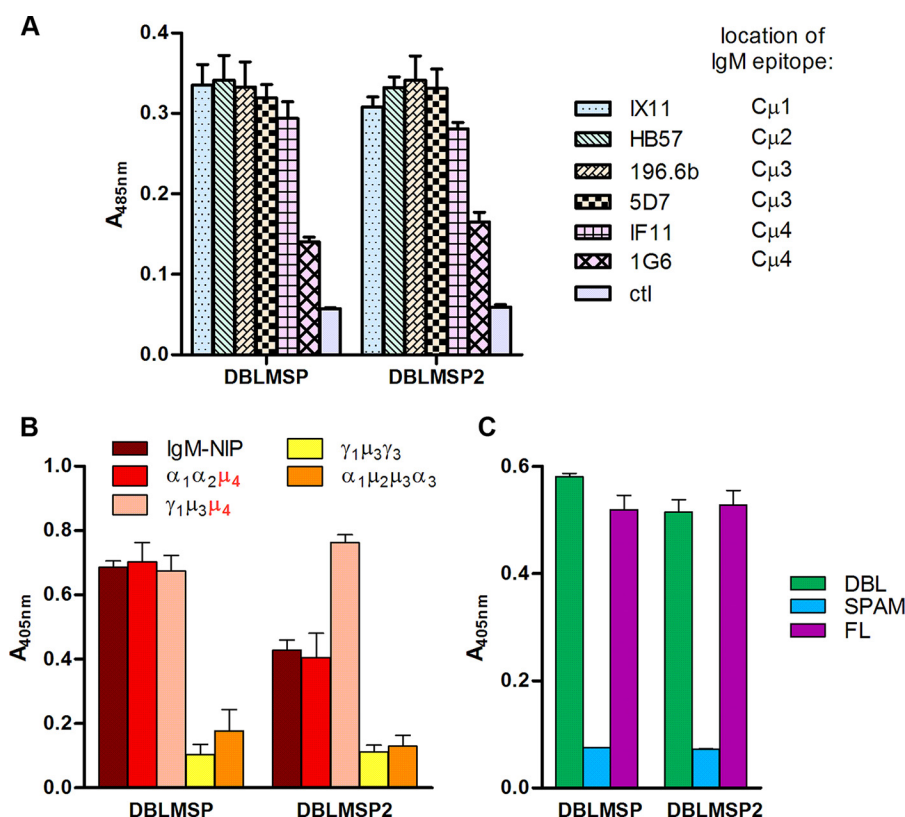 A
location of
IgM epitope:
0.4
0.3
0.2
0.1
0.0
A485nm
DBLMSP
DBLMSP2
IX11 Cμ1
HB57 Cμ2
196.6b Cμ3
5D7 Cμ3
IF11 Cμ4
1G6 Cμ4
ctl
B
IgM-NIP
α1α2μ4
γ1μ3μ4
γ1μ3γ3
α1μ2μ3α3
1.0
0.8
0.6
0.4
0.2
0.0
A405nm
DBLMSP
DBLMSP2
C
0.6
0.4
0.2
0.0
A405nm
DBLMSP
DBLMSP2
DBL
SPAM
FL